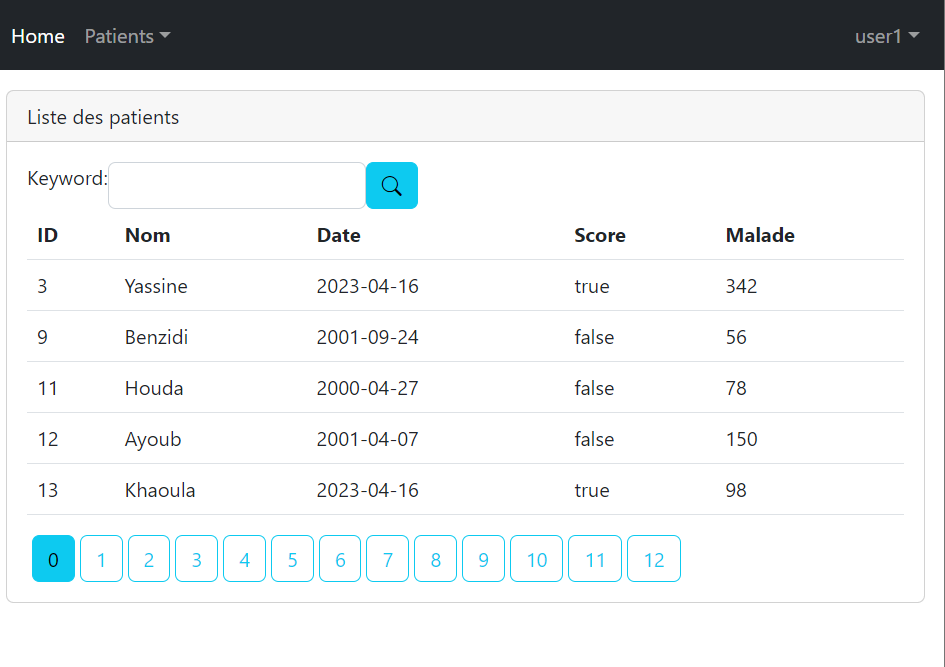 Home Patients user1
Liste des patients
Keyword:
ID Nom Date Score Malade
3 Yassine 2023-04-16 true 342
9 Benzidi 2001-09-24 false 56
11 Houda 2000-04-27 false 78
12 Ayoub 2001-04-07 false 150
13 Khaoula 2023-04-16 true 98
0 1 2 3 4 5 6 7 8 9 10 11 12